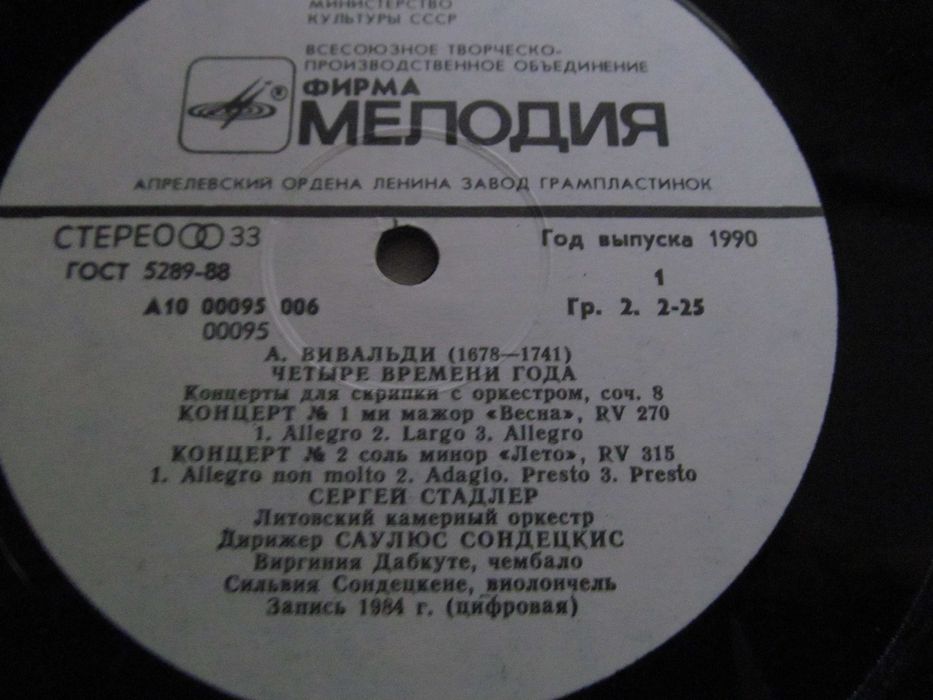 МИНИСТЕРСТВО
КУЛЬТУРЫ СССР
ВСЕСОЮЗНОЕ ТВОРЧЕСКО-
ПРОИЗВОДСТВЕННОЕ ОБЪЕДИНЕНИЕ
ФИРМА
®
МЕЛОДИЯ
АПРЕЛЕВСКИЙ ОРДЕНА ЛЕНИНА ЗАВОД ГРАМПЛАСТИНОК
СТЕРЕО 33 Год выпуска 1990
ГОСТ 5289-88 1
А10 00095 006 Гр. 2. 2-25
00095
А. ВИВАЛЬДИ (1678—1741)
ЧЕТЫРЕ ВРЕМЕНИ ГОДА
Концерты для скрипки с оркестром, соч. 8
КОНЦЕРТ № 1 ми мажор «Весна», RV 270
1. Allegro 2. Largo 3. Allegro
КОНЦЕРТ № 2 соль минор «Лето», RV 315
1. Allegro non molto 2. Adagio. Presto 3. Presto
СЕРГЕЙ СТАДЛЕР
Литовский камерный оркестр
Дирижер САУЛЮС СОНДЕЦКИС
Виргиния Дабкуте, чембало
Сильвия Сондецкене, виолончель
Запись 1984 г. (цифровая)